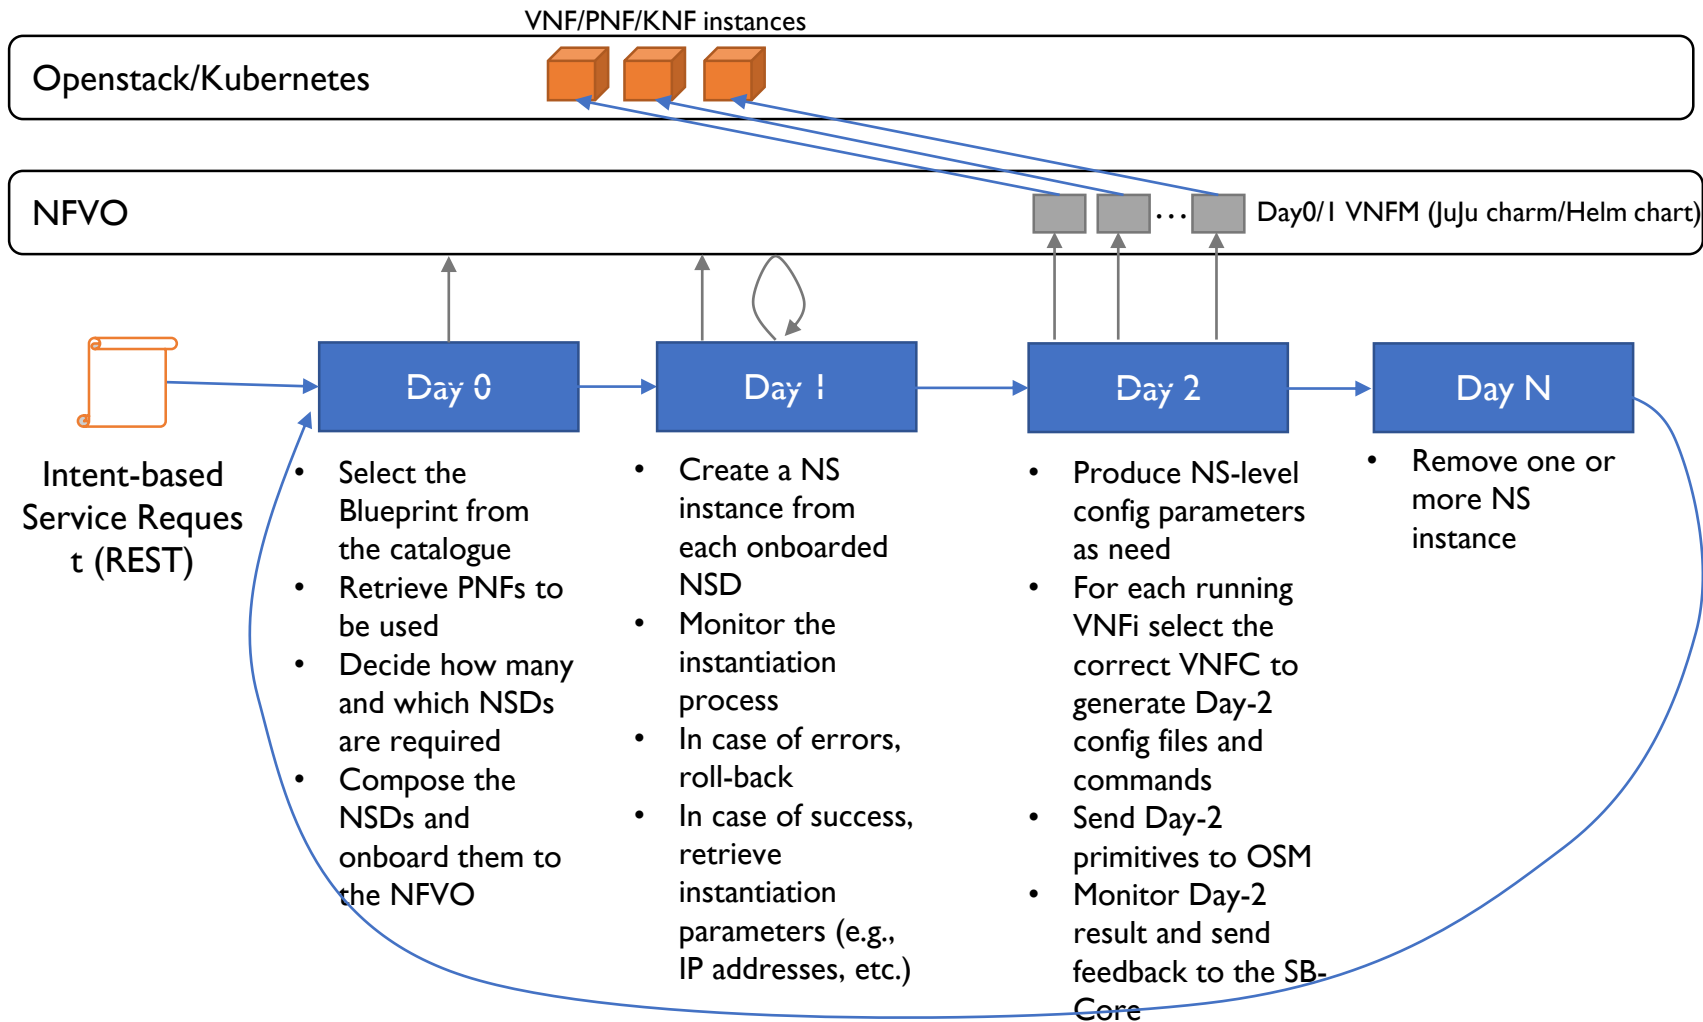 VNF/PNF/KNF instances
Openstack/Kubernetes
NFVO
... Day0/1 VNFM (JuJu charm/Helm chart)
Day 0
Day 1
Day 2
Day N
Intent-based
Service Reques
t (REST)
• Select the
Blueprint from
the catalogue
• Retrieve PNFs to
be used
• Decide how many
and which NSDs
are required
• Compose the
NSDs and
onboard them to
the NFVO
• Create a NS
instance from
each onboarded
NSD
• Monitor the
instantiation
process
• In case of errors,
roll-back
• In case of success,
retrieve
instantiation
parameters (e.g.,
IP addresses, etc.)
• Produce NS-level
config parameters
as need
• For each running
VNFi select the
correct VNFC to
generate Day-2
config files and
commands
• Send Day-2
primitives to OSM
• Monitor Day-2
result and send
feedback to the SB-
Core
• Remove one or
more NS
instance